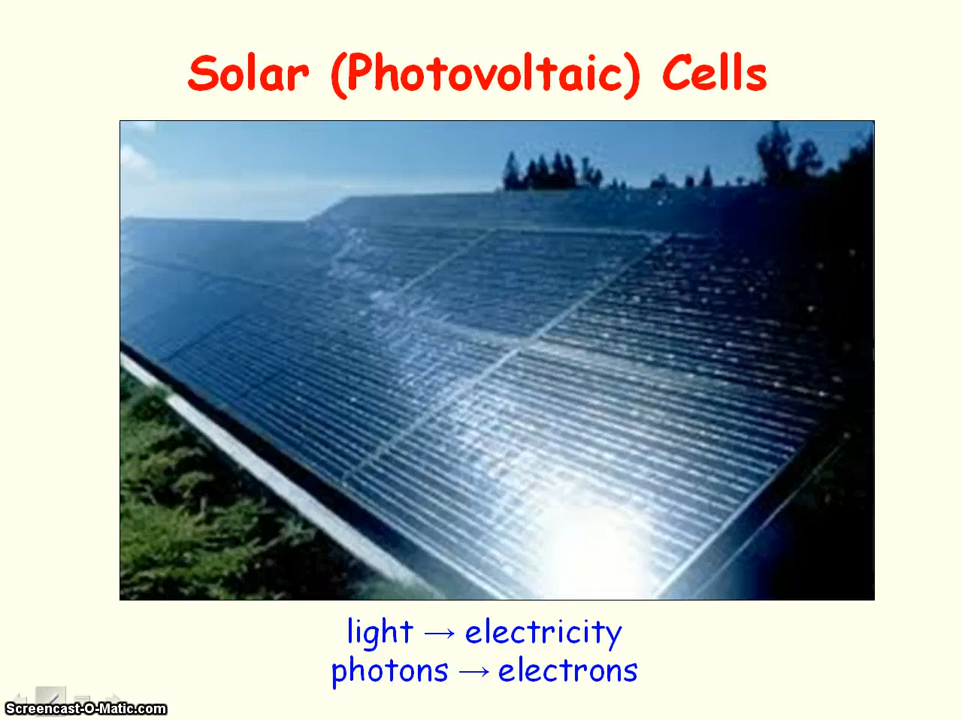 Solar (Photovoltaic) Cells
light → electricity
photons → electrons
Screencast-O-Matic.com